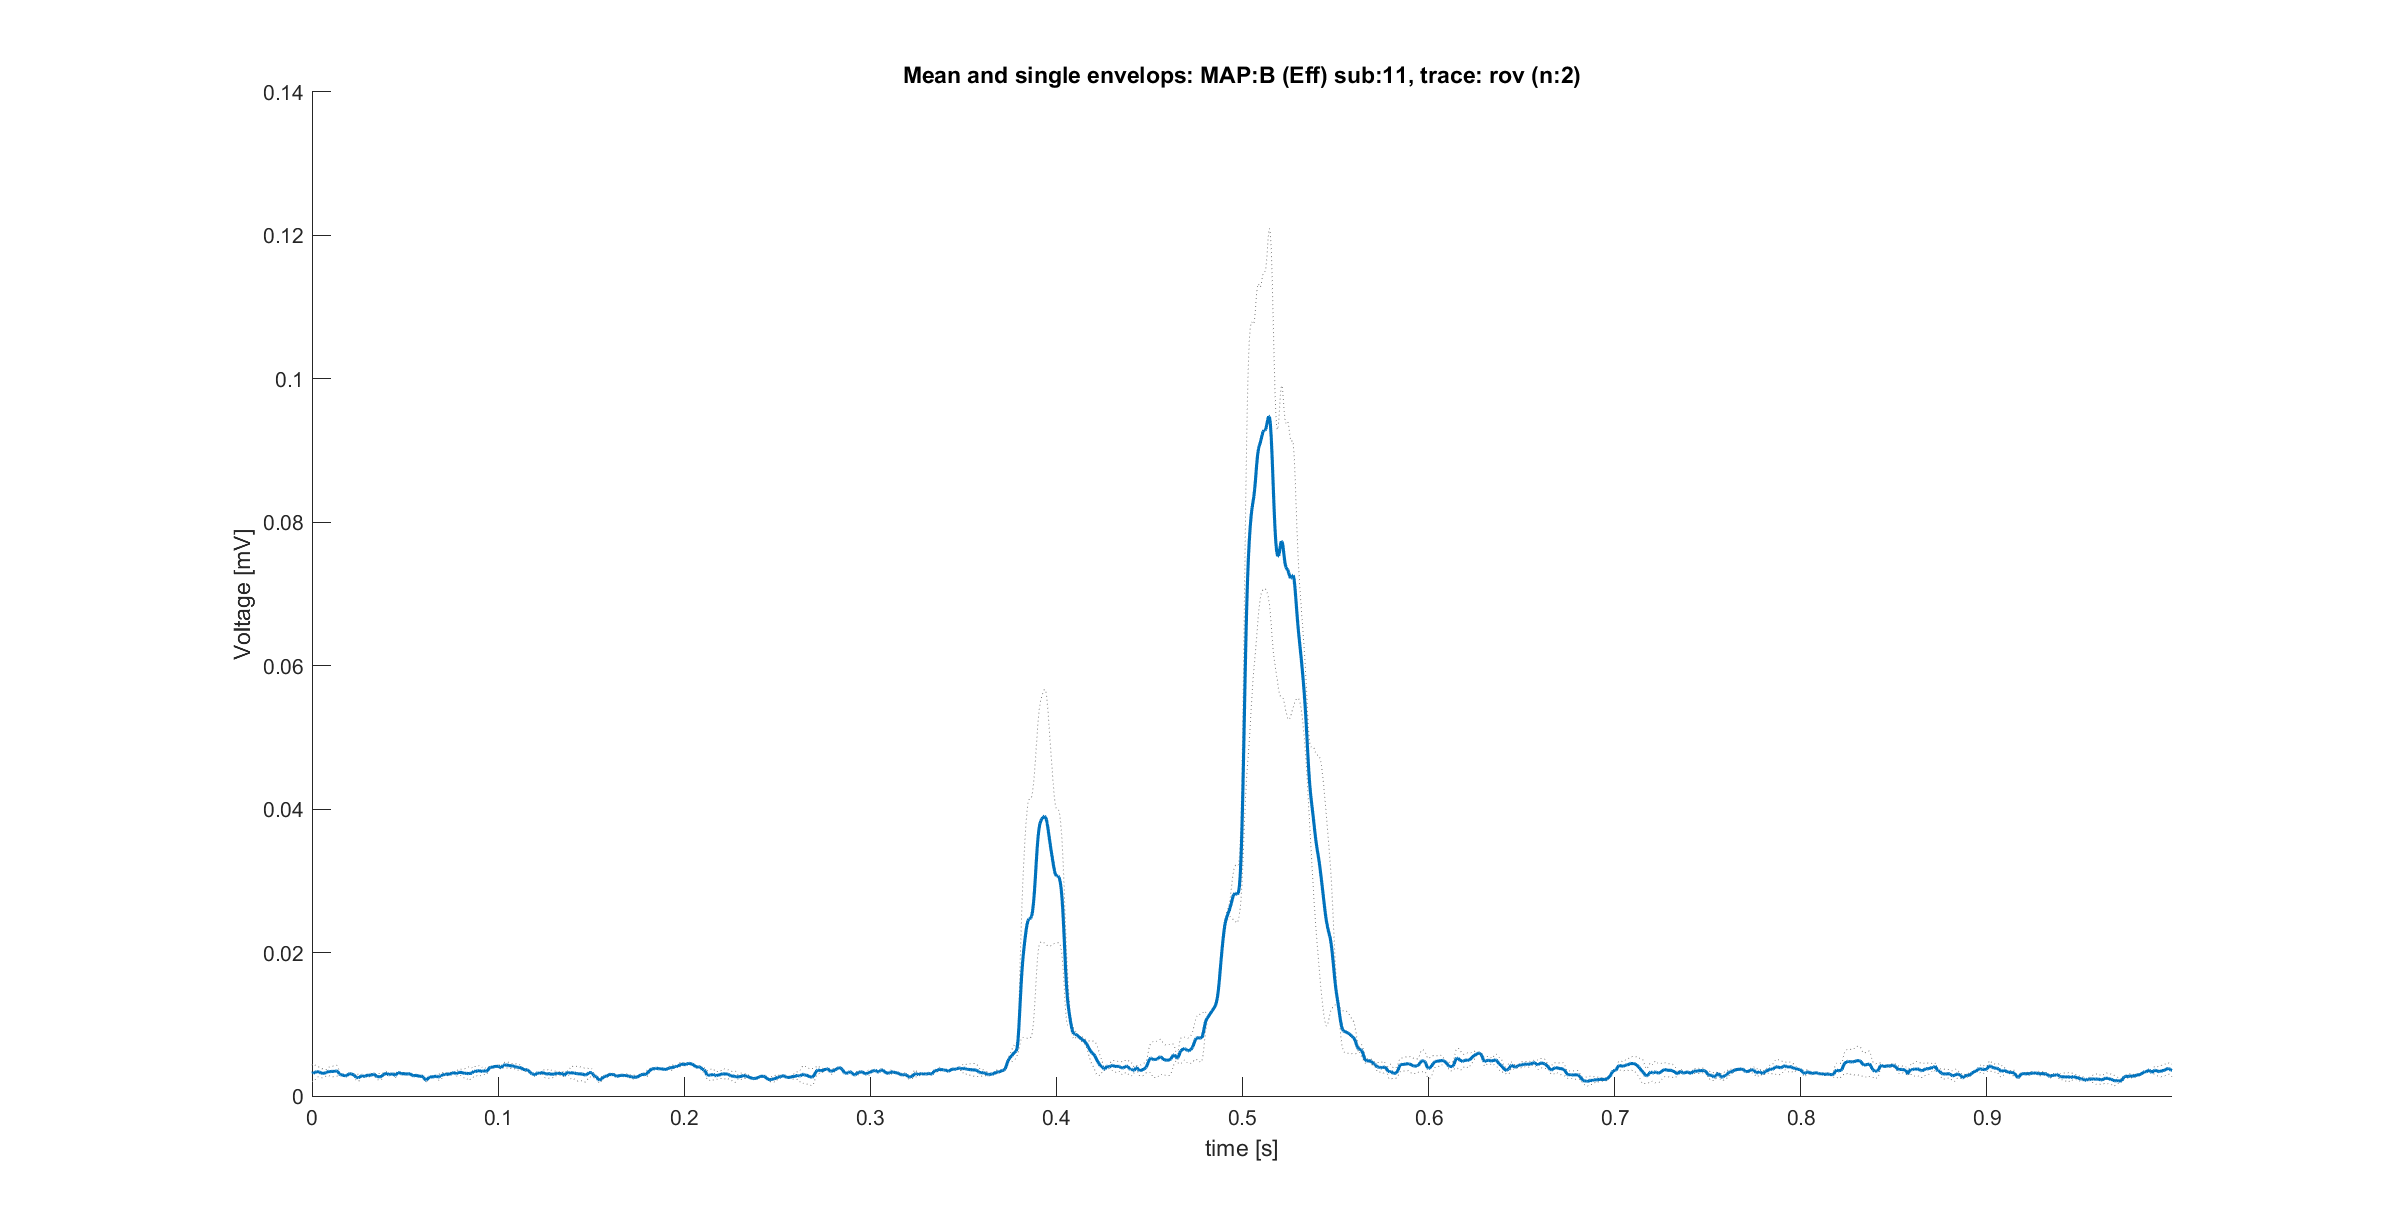 Mean and single envelops: MAP:B (Eff) sub:11, trace: rov (n:2)
0.14
0.12
0.1
0.08
0.06
0.04
0.02
0
Voltage [mV]
0 0.1 0.2 0.3 0.4 0.5 0.6 0.7 0.8 0.9
time [s]